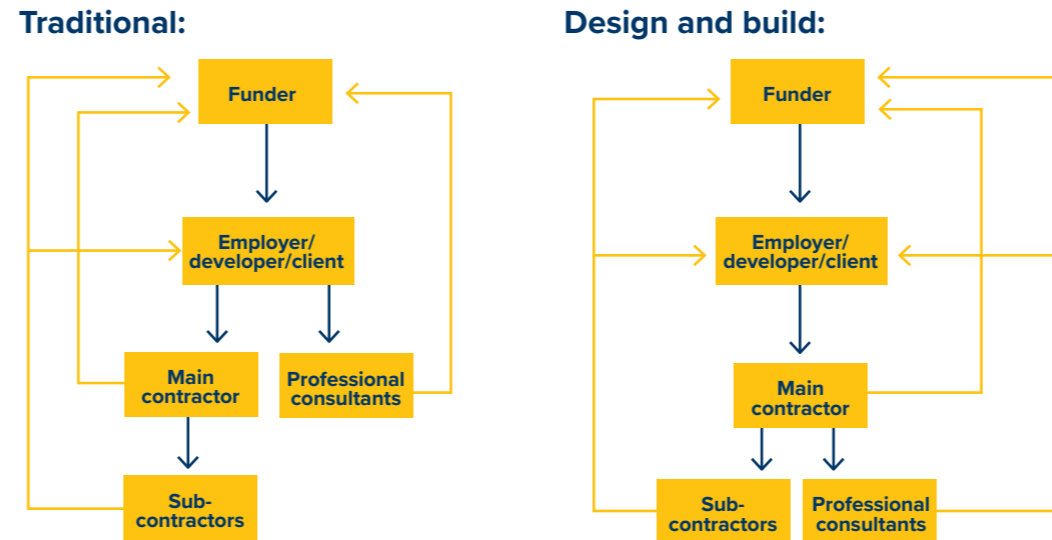 Traditional:
Funder
Employer/
developer/client
Main
contractor
Professional
consultants
Sub-
contractors
Design and build:
Funder
Employer/
developer/client
Main
contractor
Sub-
contractors
Professional
consultants